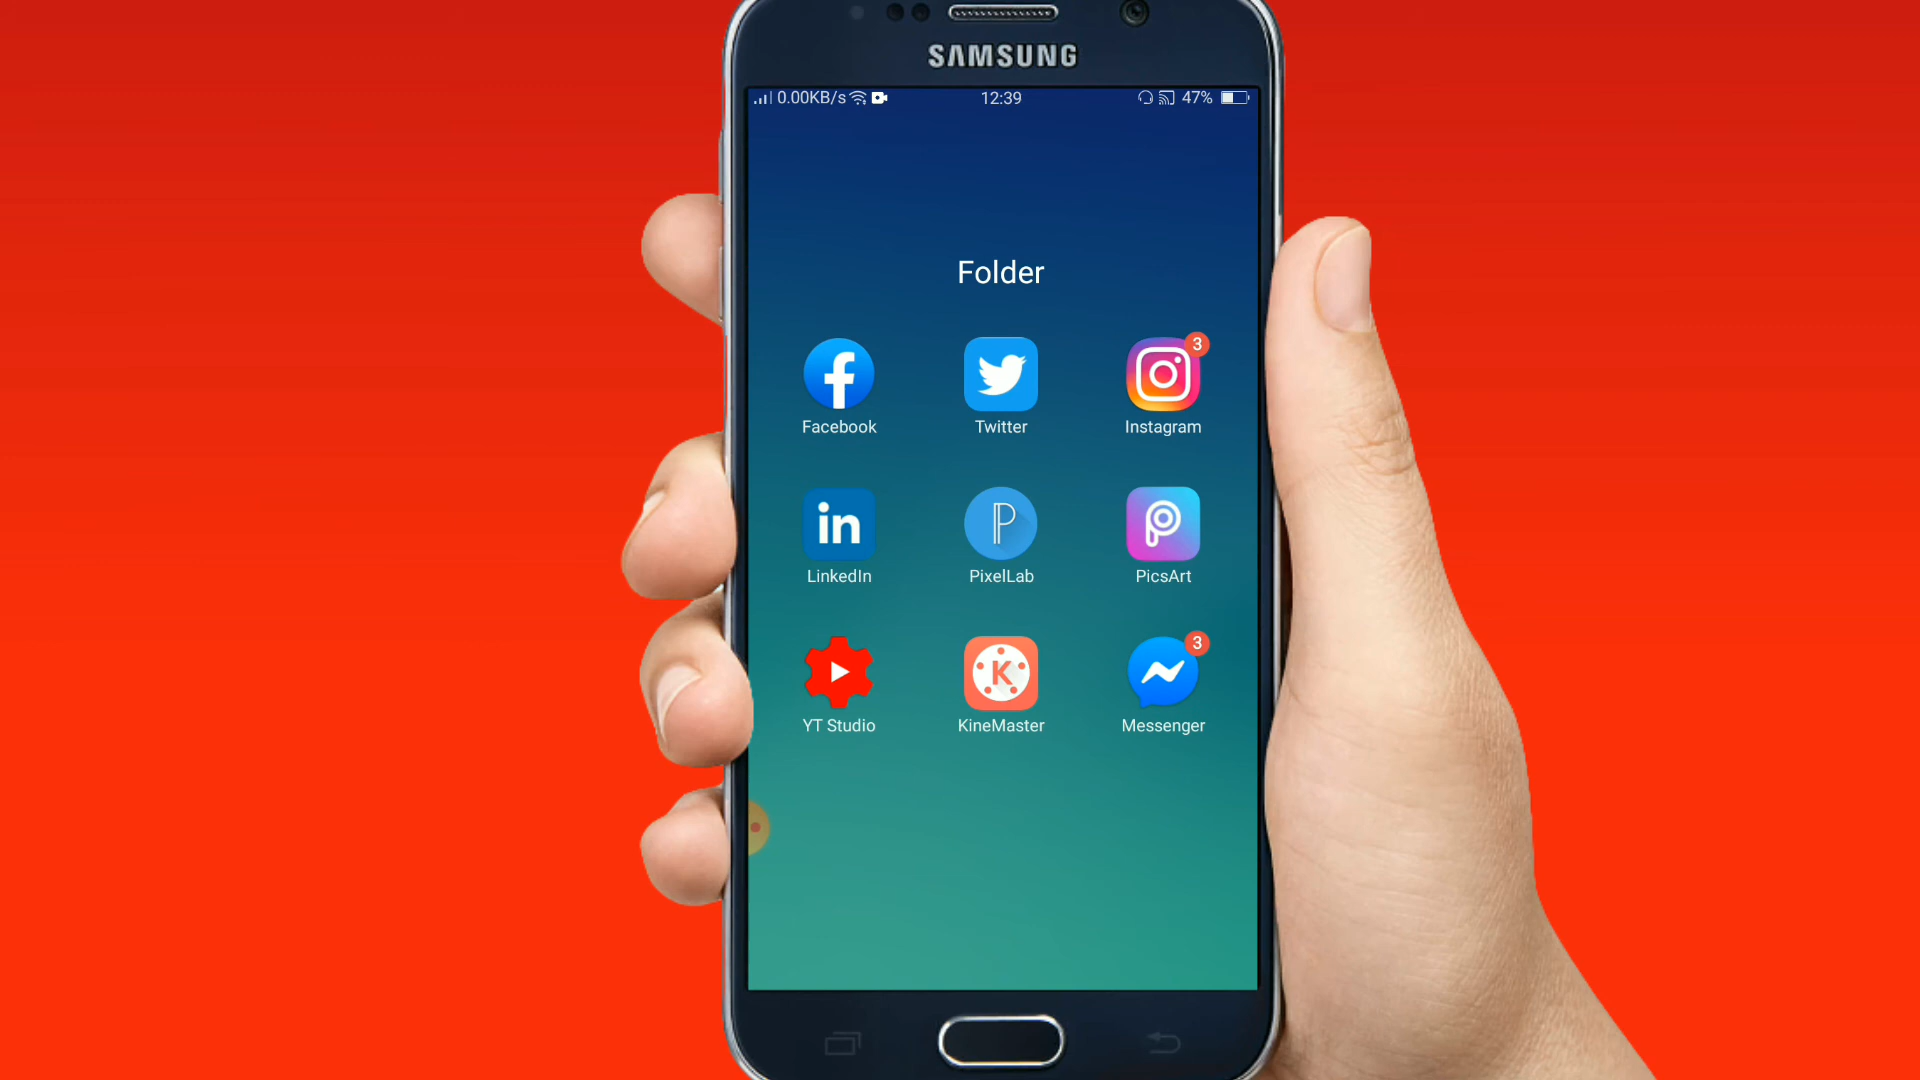 SAMSUNG
0.00KB/s 12:39 47%
Folder
3
Facebook Twitter Instagram
in P
LinkedIn PixelLab PicsArt
K 3
YT Studio KineMaster Messenger